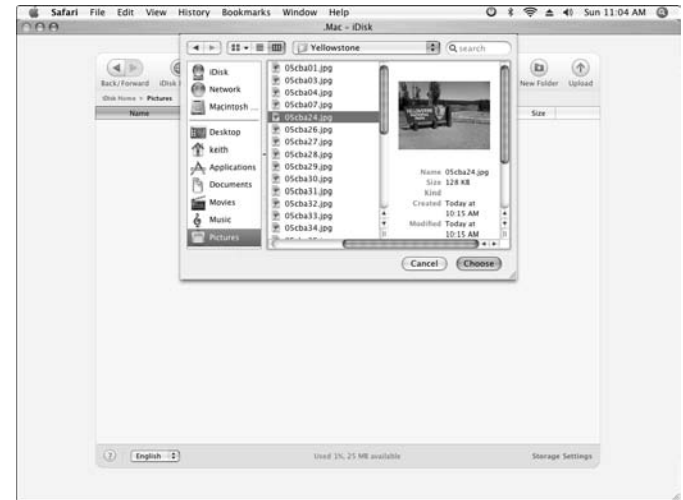 Safari File Edit View History Bookmarks Window Help Sun 11:04 AM
.Mac – iDisk
Yellowstone search
Back/Forward iDisk New Folder Upload
iDisk Home > Pictures
Name Size
iDisk
Network
Macintosh ...
Desktop
keith
Applications
Documents
Movies
Music
Pictures
05cba01.jpg
05cba03.jpg
05cba04.jpg
05cba07.jpg
05cba24.jpg
05cba26.jpg
05cba27.jpg
05cba28.jpg
05cba29.jpg
05cba30.jpg
05cba31.jpg
05cba32.jpg
05cba33.jpg
05cba34.jpg
Name 05cba24.jpg
Size 128 KB
Kind
Created Today at
10:15 AM
Modified Today at
10:15 AM
Cancel Choose
? English Used 1%, 25 MB available Storage Settings